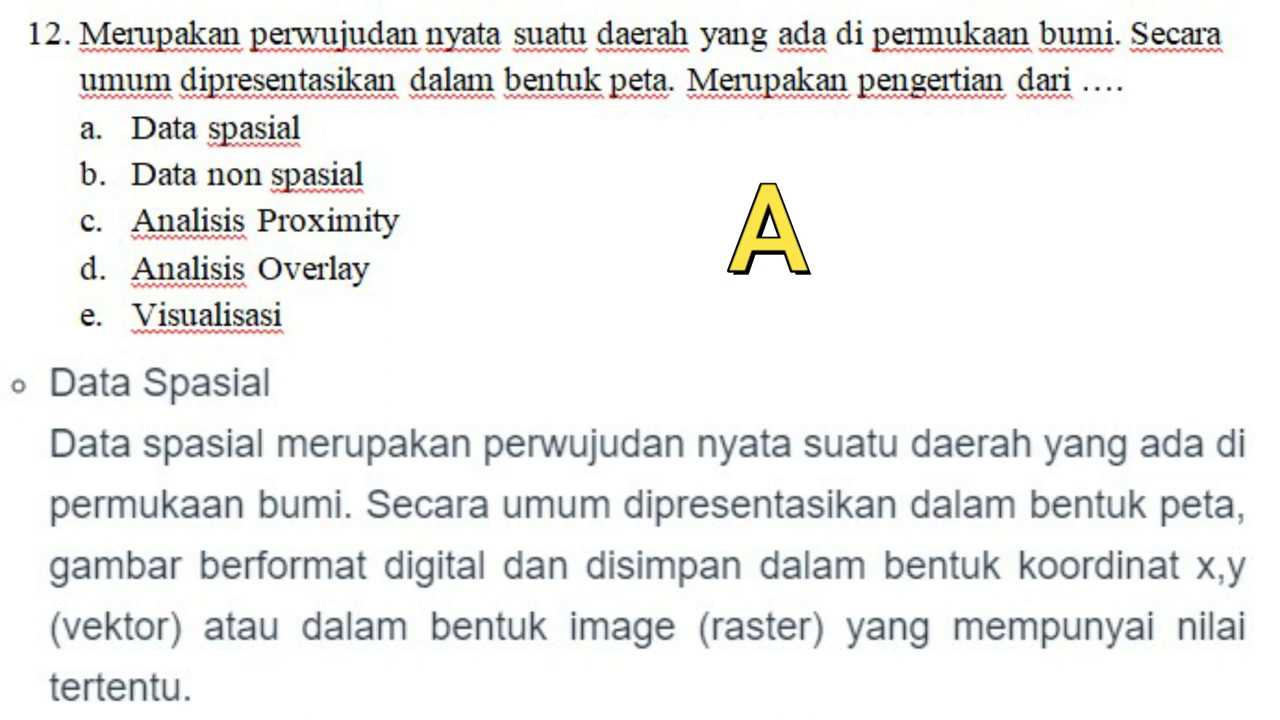 12. Merupakan perwujudan nyata suatu daerah yang ada di permukaan bumi. Secara
umum dipresentasikan dalam bentuk peta. Merupakan pengertian dari ....
a. Data spasial
b. Data non spasial
c. Analisis Proximity
d. Analisis Overlay
e. Visualisasi
A
Data Spasial
Data spasial merupakan perwujudan nyata suatu daerah yang ada di
permukaan bumi. Secara umum dipresentasikan dalam bentuk peta,
gambar berformat digital dan disimpan dalam bentuk koordinat x,y
(vektor) atau dalam bentuk image (raster) yang mempunyai nilai
tertentu.